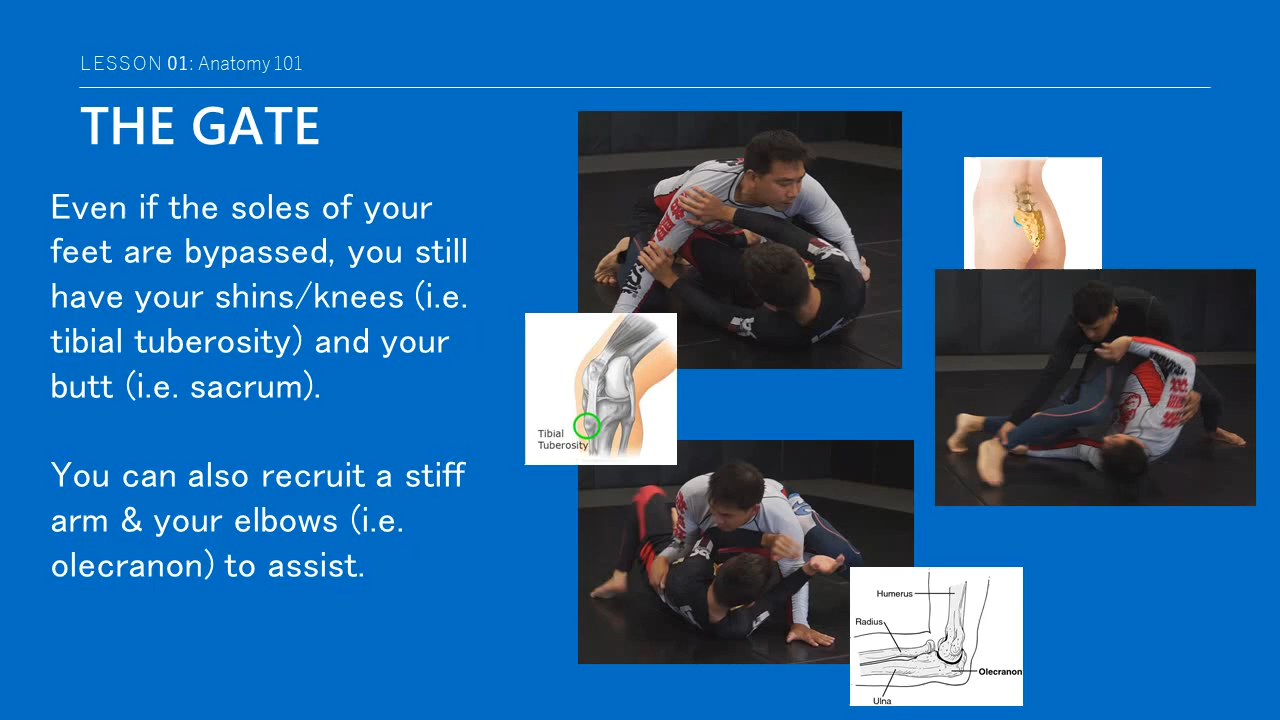 LESSON 01: Anatomy 101
THE GATE
Even if the soles of your
feet are bypassed, you still
have your shins/knees (i.e.
tibial tuberosity) and your
butt (i.e. sacrum).
You can also recruit a stiff
arm & your elbows (i.e.
olecranon) to assist.
Tibial
Tuberosity
Humerus
Radius
Olecranon
Ulna